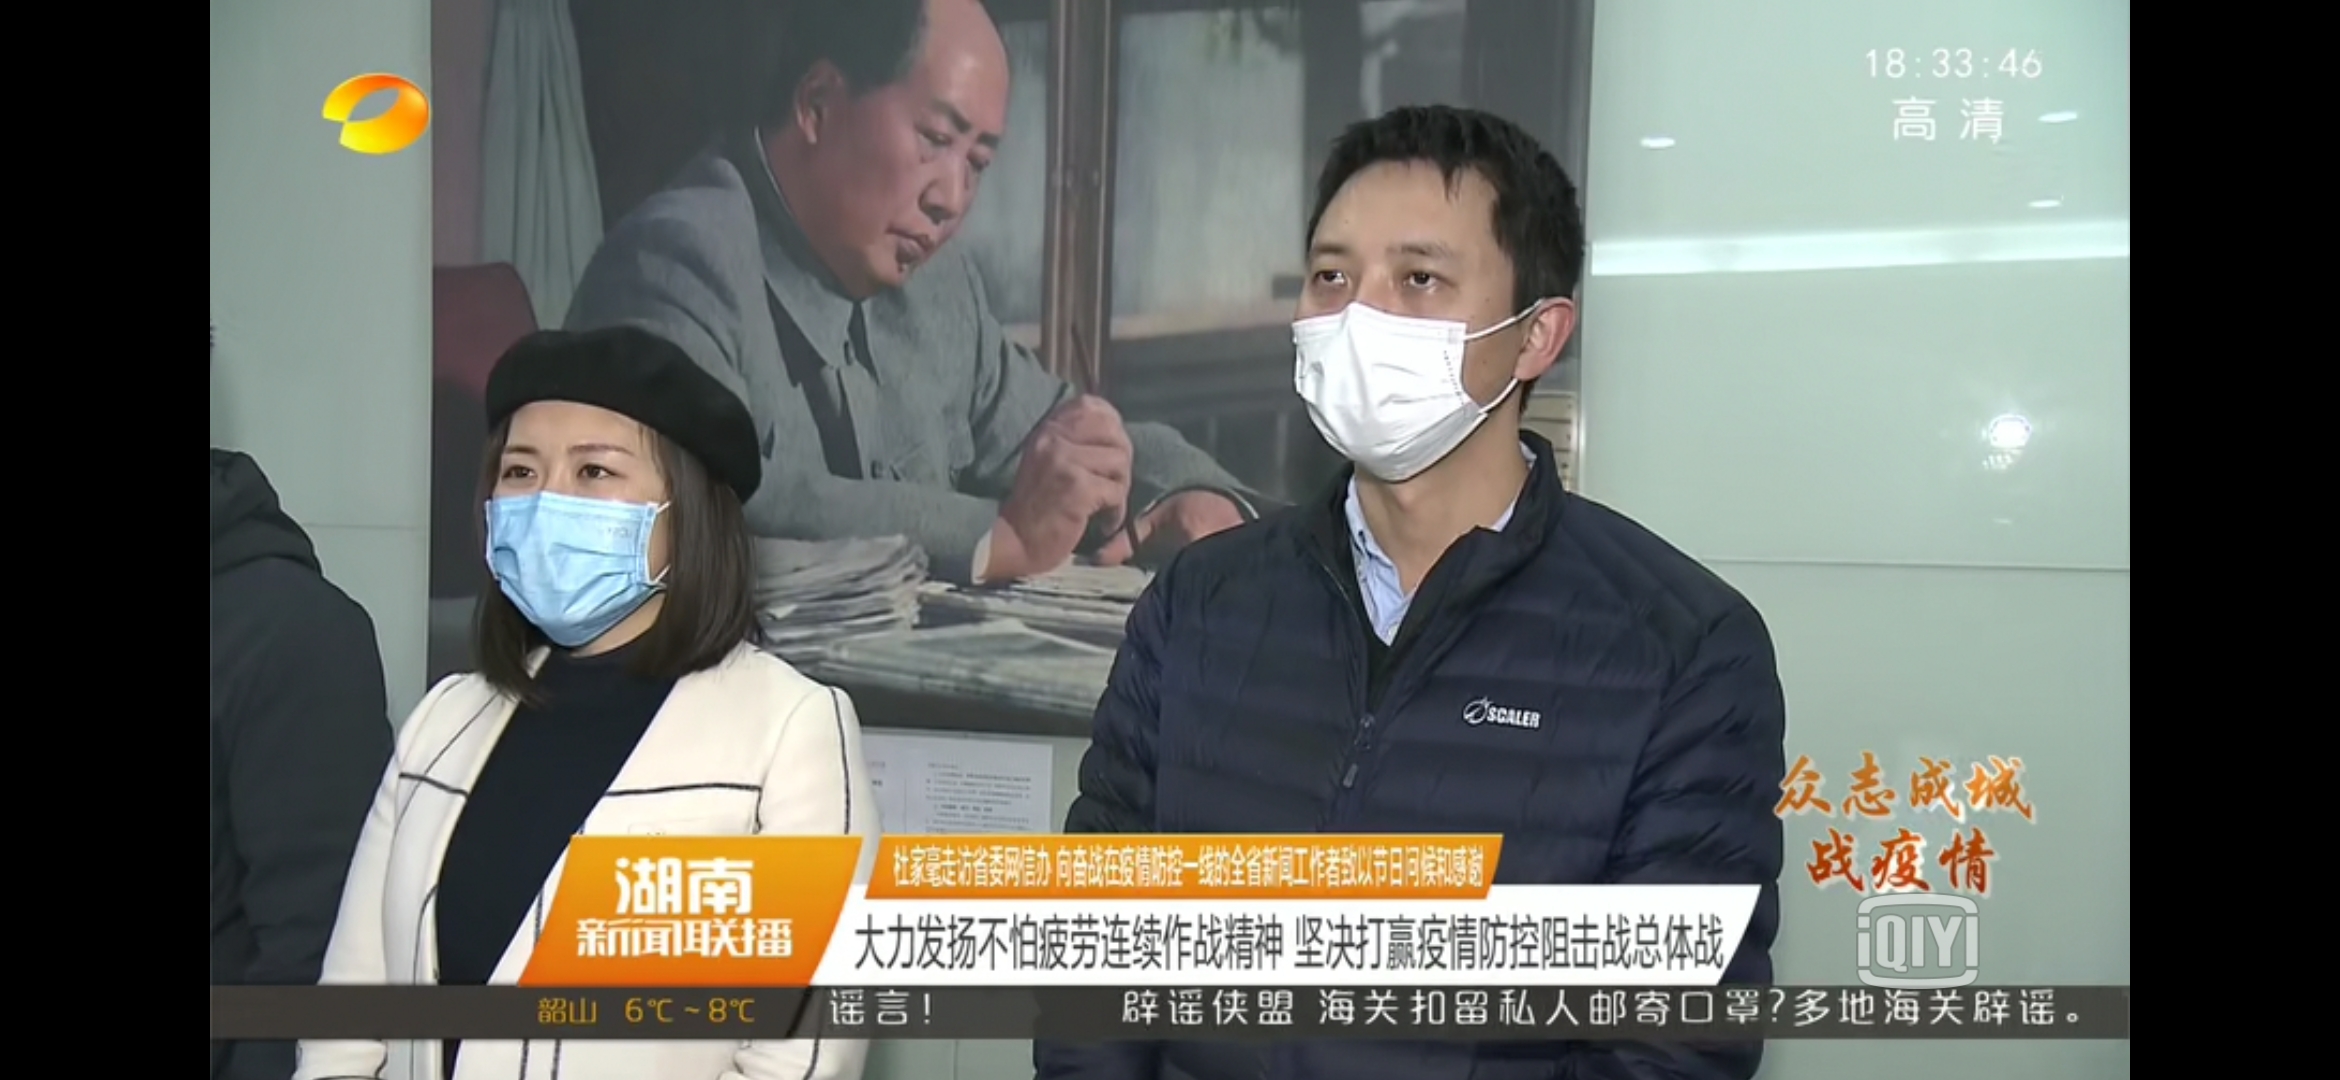 18:33:46
高清
SCALER
众志成城
战疫情
杜家毫走访省委网信办 向奋战在疫情防控一线的全省新闻工作者致以节日问候和感谢
湖南
新闻联播
大力发扬不怕疲劳连续作战精神 坚决打赢疫情防控阻击战总体战
iQIYI
韶山 6℃~8℃ 谣言! 辟谣侠盟 海关扣留私人邮寄口罩?多地海关辟谣。